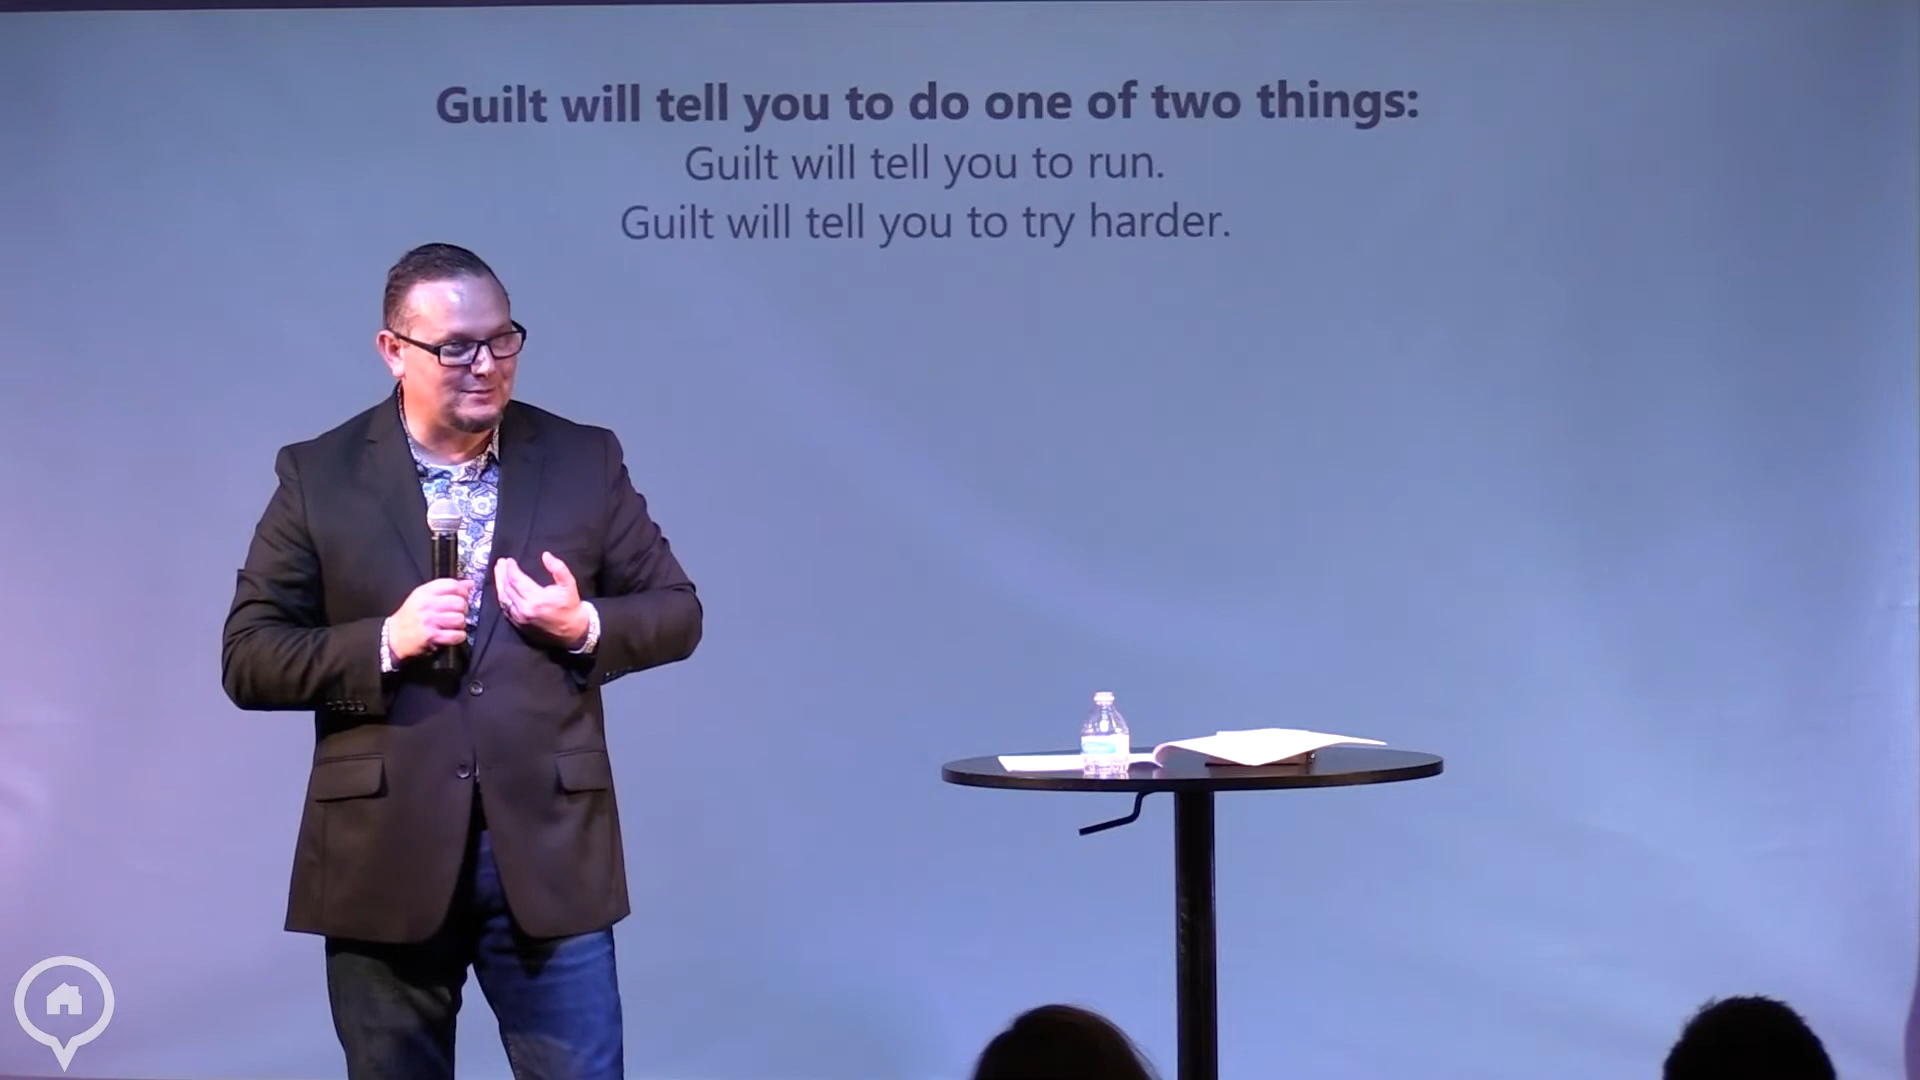 Guilt will tell you to do one of two things:
Guilt will tell you to run.
Guilt will tell you to try harder.